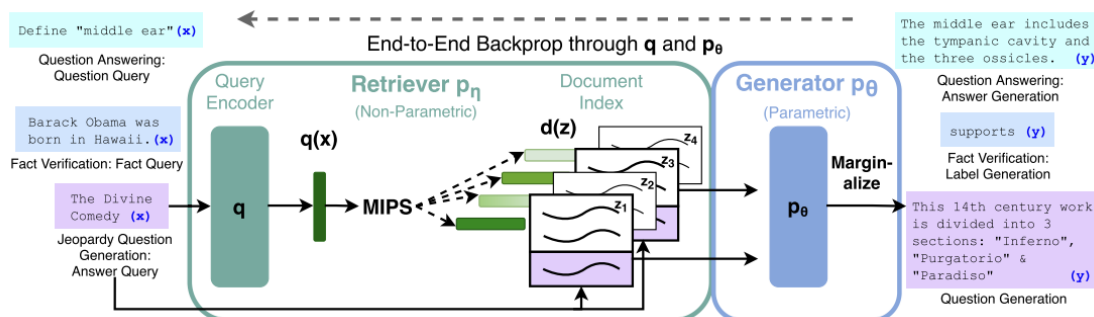 End-to-End Backprop through q and pθ
Define "middle ear" (x)
Question Answering:
Question Query
Barack Obama was
born in Hawaii.(x)
Fact Verification: Fact Query
The Divine
Comedy (x)
Jeopardy Question
Generation:
Answer Query
Query
Encoder
q
q(x)
Retriever pη
(Non-Parametric)
MIPS
Document
Index
d(z)
z4
z3
z2
z1
Generator pθ
(Parametric)
pθ
Margin-
alize
The middle ear includes
the tympanic cavity and
the three ossicles. (y)
Question Answering:
Answer Generation
supports (y)
Fact Verification:
Label Generation
This 14th century work
is divided into 3
sections: "Inferno",
"Purgatorio" &
"Paradiso" (y)
Question Generation